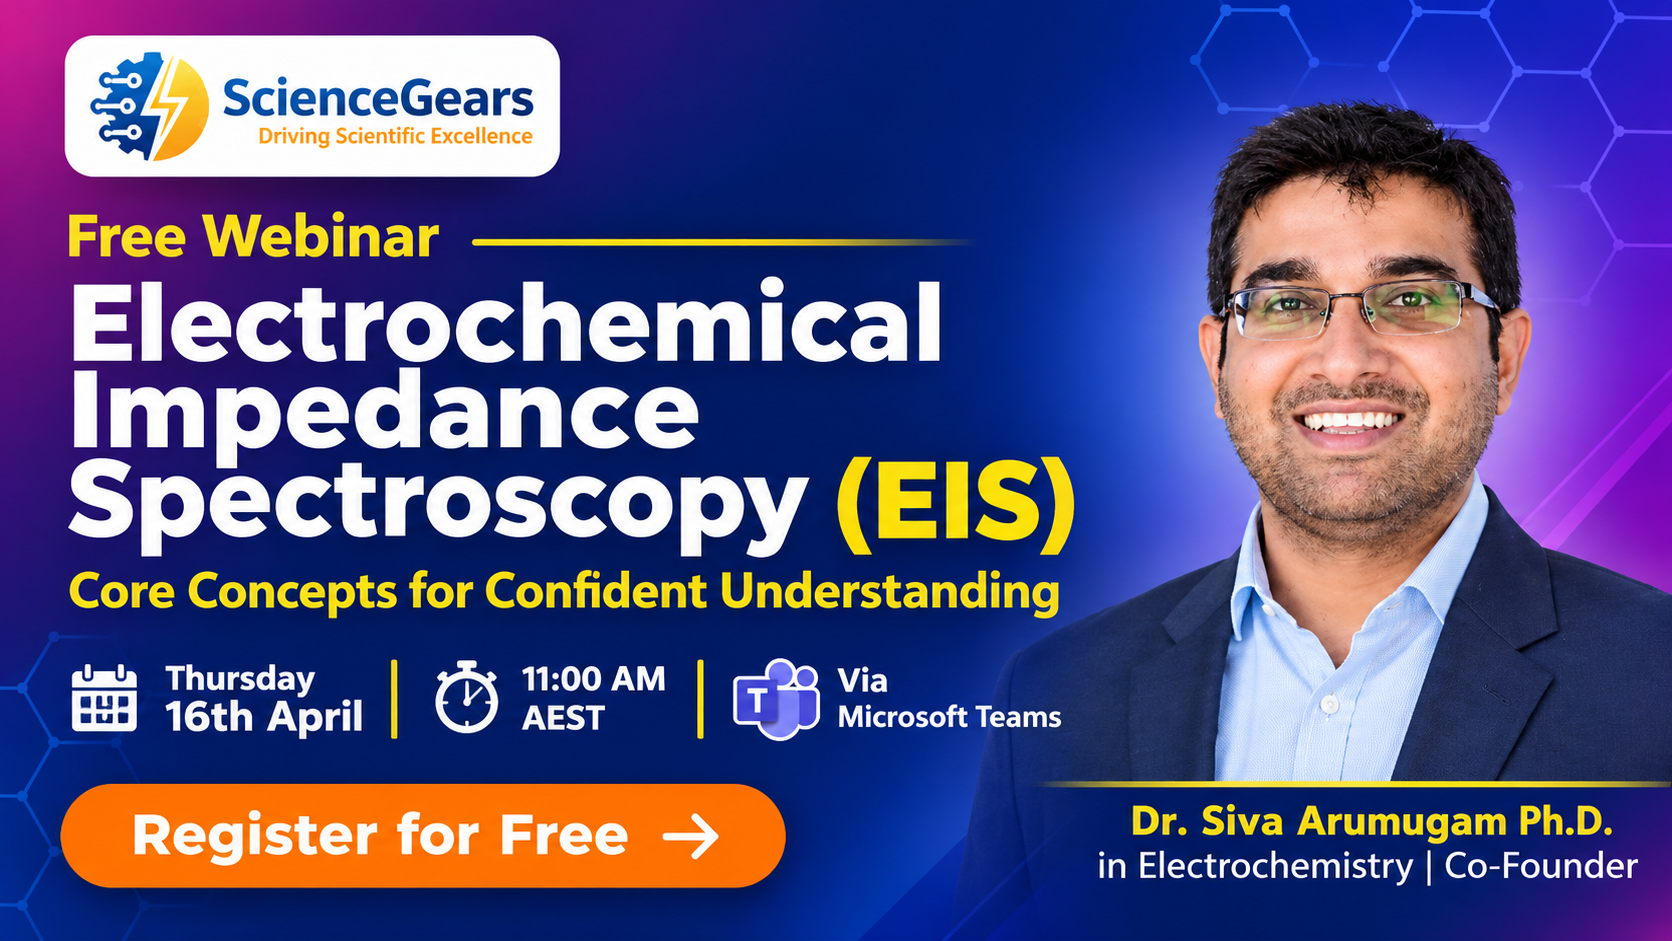 ScienceGears
Driving Scientific Excellence
Free Webinar
Electrochemical
Impedance
Spectroscopy (EIS)
Core Concepts for Confident Understanding
Thursday
16th April
11:00 AM
AEST
T
Via
Microsoft Teams
Register for Free
Dr. Siva Arumugam Ph.D.
in Electrochemistry | Co-Founder